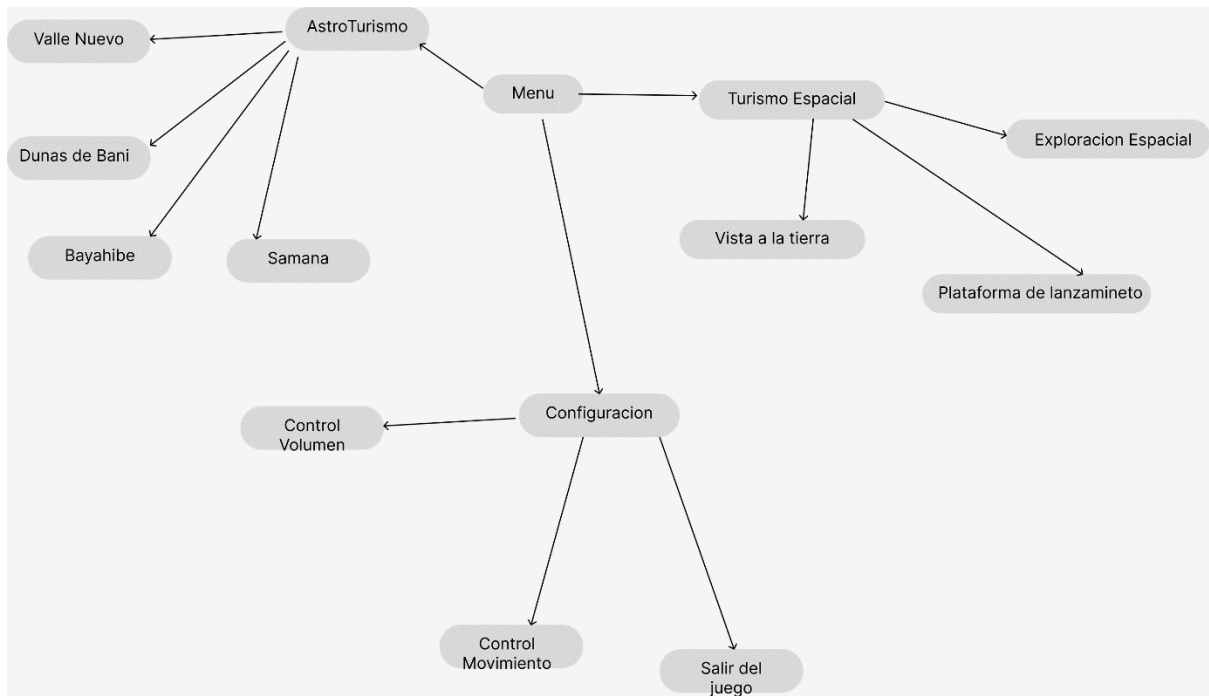 AstroTurismo
Valle Nuevo
Menu
Turismo Espacial
Exploracion Espacial
Dunas de Bani
Bayahibe
Samana
Vista a la tierra
Plataforma de lanzamineto
Configuracion
Control
Volumen
Control
Movimiento
Salir del
juego